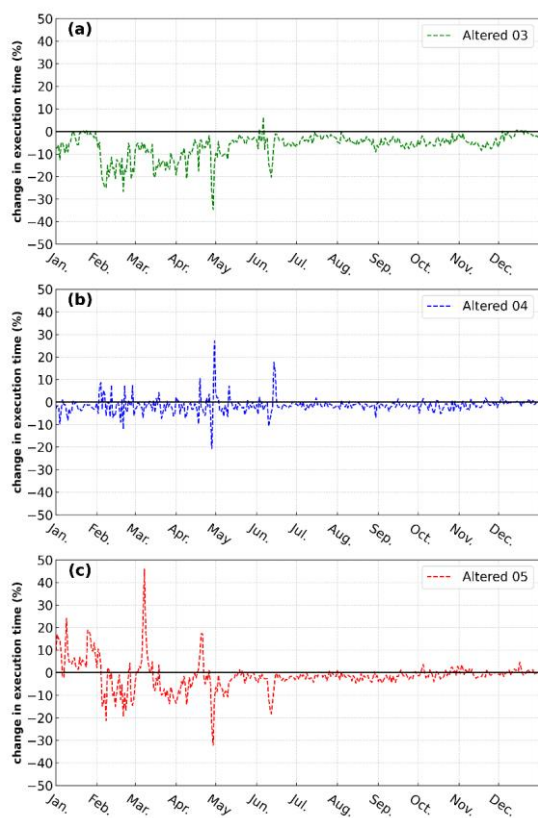 (a)
Altered 03
change in execution time (%)
50
40
30
20
10
0
−10
−20
−30
−40
−50
Jan. Feb. Mar. Apr. May Jun. Jul. Aug. Sep. Oct. Nov. Dec.
(b)
Altered 04
change in execution time (%)
50
40
30
20
10
0
−10
−20
−30
−40
−50
Jan. Feb. Mar. Apr. May Jun. Jul. Aug. Sep. Oct. Nov. Dec.
(c)
Altered 05
change in execution time (%)
50
40
30
20
10
0
−10
−20
−30
−40
−50
Jan. Feb. Mar. Apr. May Jun. Jul. Aug. Sep. Oct. Nov. Dec.